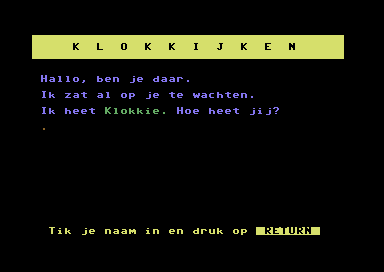 K L O K K I J K E N
Hallo, ben je daar.
Ik zat al op je te wachten.
Ik heet Klokkie. Hoe heet jij?
.
Tik je naam in en druk op RETURN